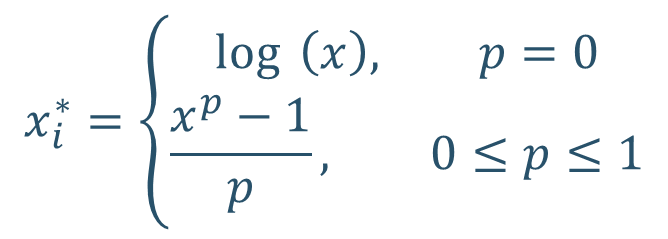 log (x), p = 0
x_i^* = {
x^p − 1
p , 0 ≤ p ≤ 1